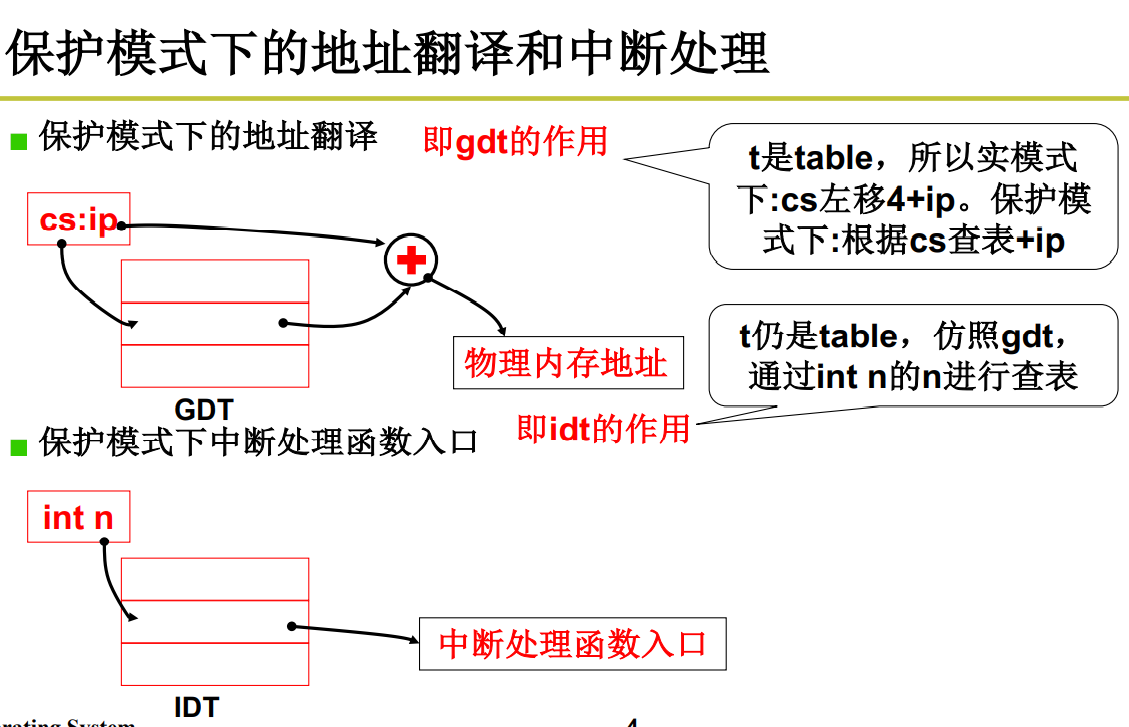 保护模式下的地址翻译和中断处理
保护模式下的地址翻译
即gdt的作用
t是table，所以实模式
下:cs左移4+ip。保护模
式下:根据cs查表+ip
cs:ip
物理内存地址
GDT
t仍是table，仿照gdt，
通过int n的n进行查表
即idt的作用
保护模式下中断处理函数入口
int n
中断处理函数入口
IDT